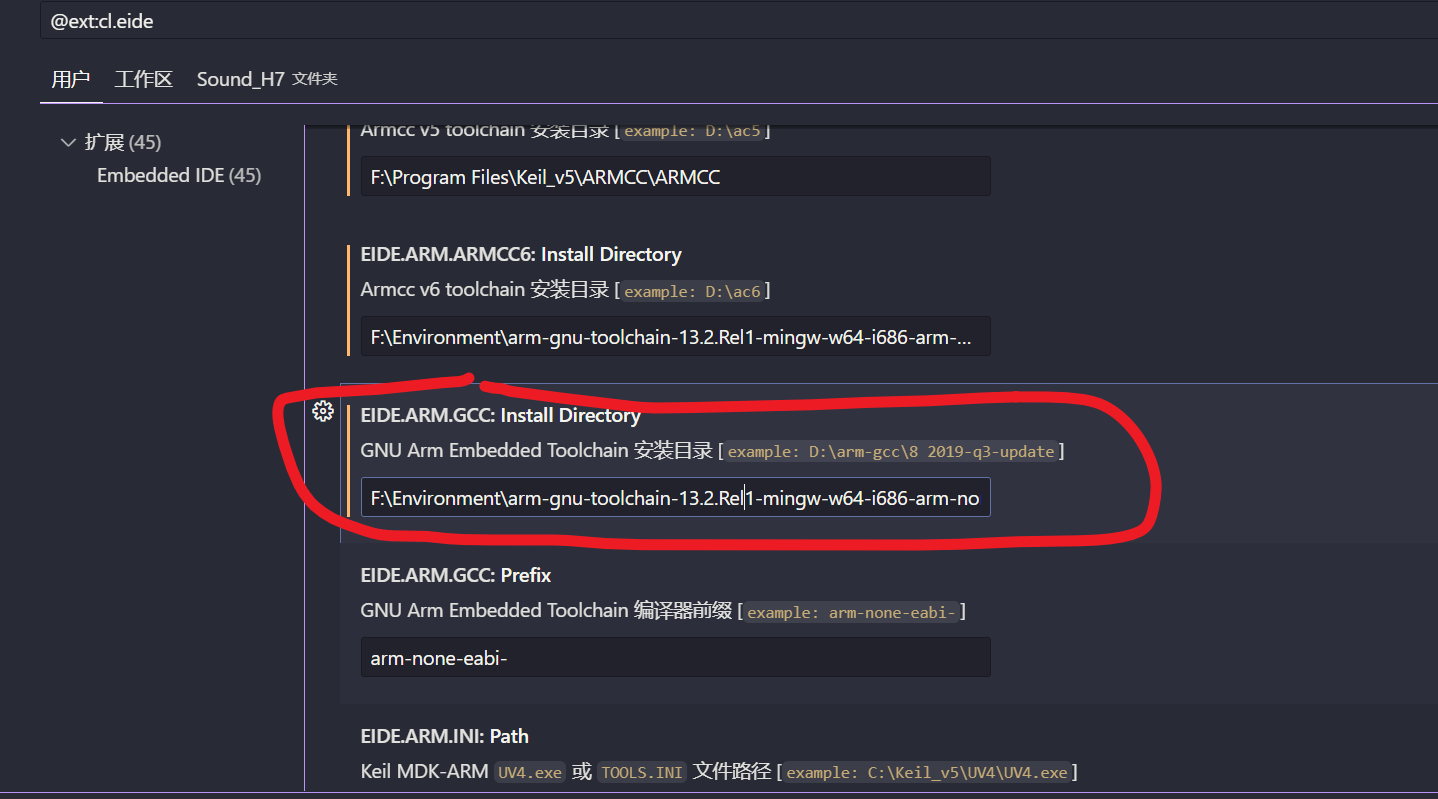 @ext:cl.eide
用户 工作区 Sound_H7 文件夹
扩展 (45)
Embedded IDE (45)
Armcc v5 toolchain 安装目录 [example: D:\ac5]
F:\Program Files\Keil_v5\ARMCC\ARMCC
EIDE.ARM.ARMCC6: Install Directory
Armcc v6 toolchain 安装目录 [example: D:\ac6]
F:\Environment\arm-gnu-toolchain-13.2.Rel1-mingw-w64-i686-arm-...
EIDE.ARM.GCC: Install Directory
GNU Arm Embedded Toolchain 安装目录 [example: D:\arm-gcc\8 2019-q3-update]
F:\Environment\arm-gnu-toolchain-13.2.Rel1-mingw-w64-i686-arm-no
EIDE.ARM.GCC: Prefix
GNU Arm Embedded Toolchain 编译器前缀 [example: arm-none-eabi-]
arm-none-eabi-
EIDE.ARM.INI: Path
Keil MDK-ARM UV4.exe 或 TOOLS.INI 文件路径 [example: C:\Keil_v5\UV4\UV4.exe]